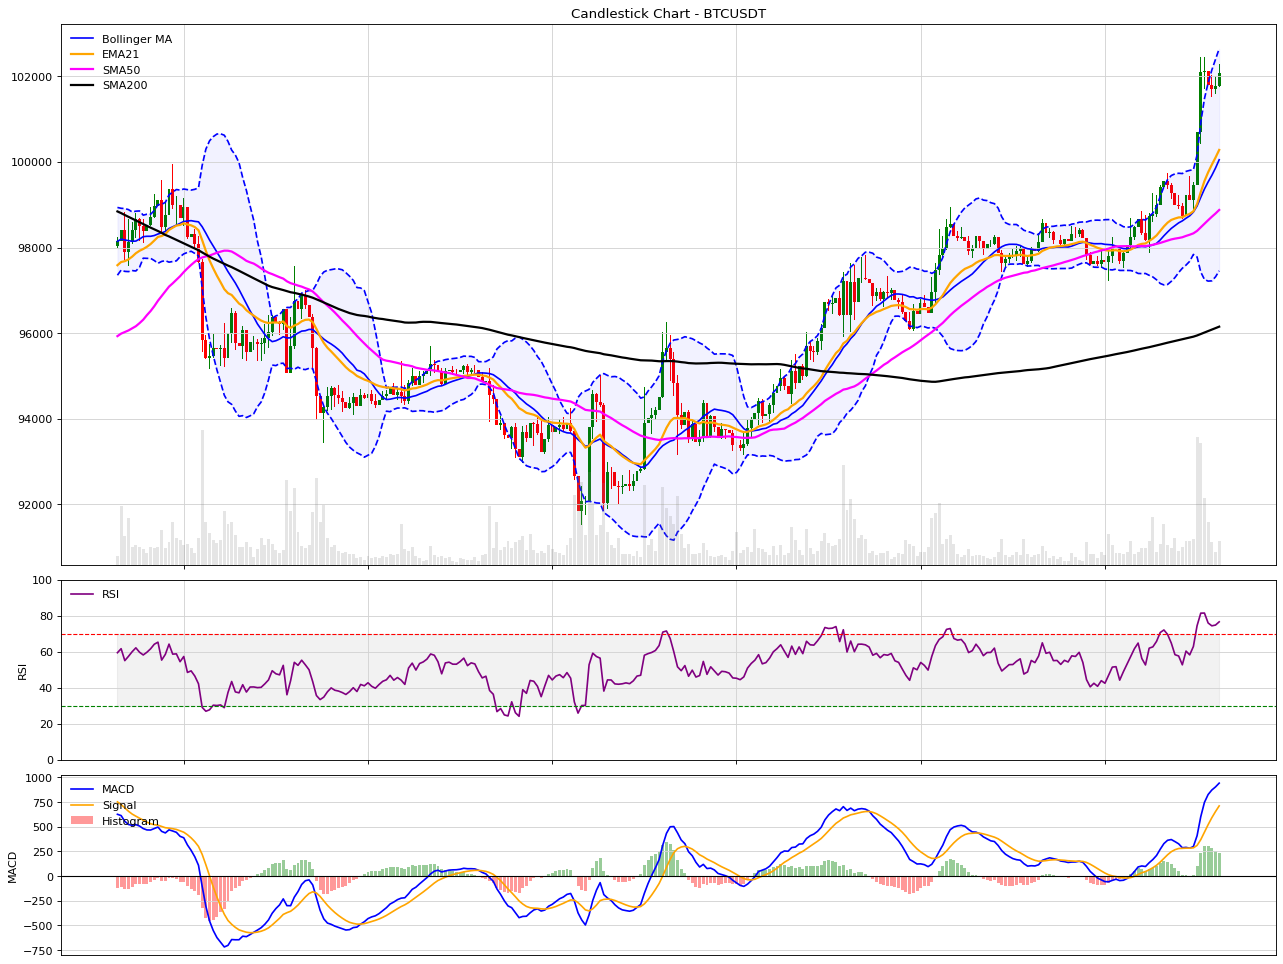 Candlestick Chart - BTCUSDT
Bollinger MA
EMA21
SMA50
SMA200
102000
100000
98000
96000
94000
92000
RSI
100
80
60
40
20
0
RSI
MACD
Signal
Histogram
1000
750
500
250
0
−250
−500
−750
MACD